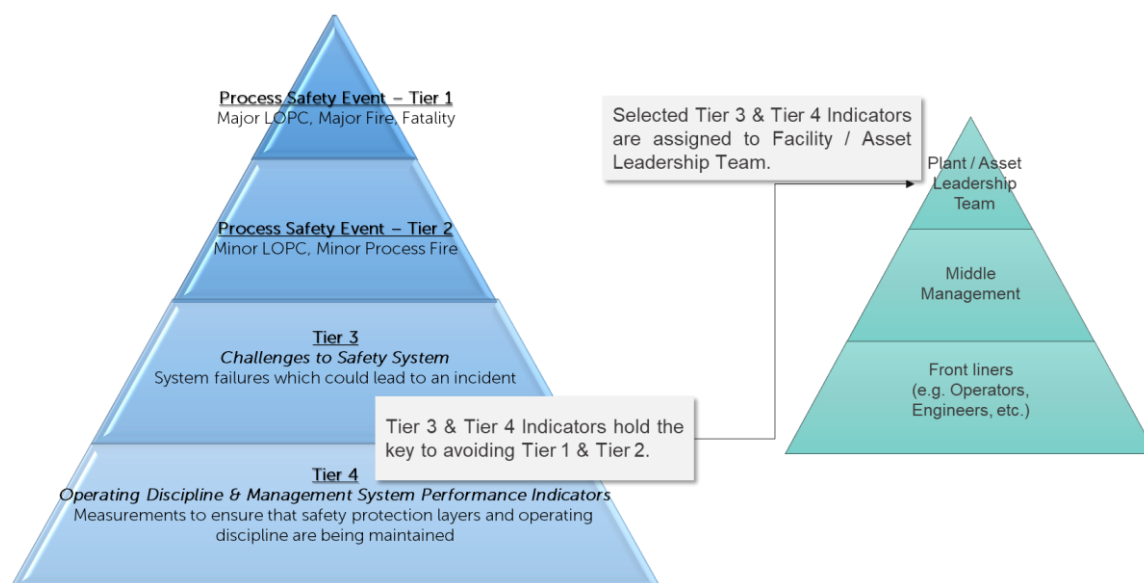 Process Safety Event – Tier 1
Major LOPC, Major Fire, Fatality
Process Safety Event – Tier 2
Minor LOPC, Minor Process Fire
Tier 3
Challenges to Safety System
System failures which could lead to an incident
Tier 4
Operating Discipline & Management System Performance Indicators
Measurements to ensure that safety protection layers and operating
discipline are being maintained
Tier 3 & Tier 4 Indicators hold the
key to avoiding Tier 1 & Tier 2.
Selected Tier 3 & Tier 4 Indicators
are assigned to Facility / Asset
Leadership Team.
Plant / Asset
Leadership
Team
Middle
Management
Front liners
(e.g. Operators,
Engineers, etc.)